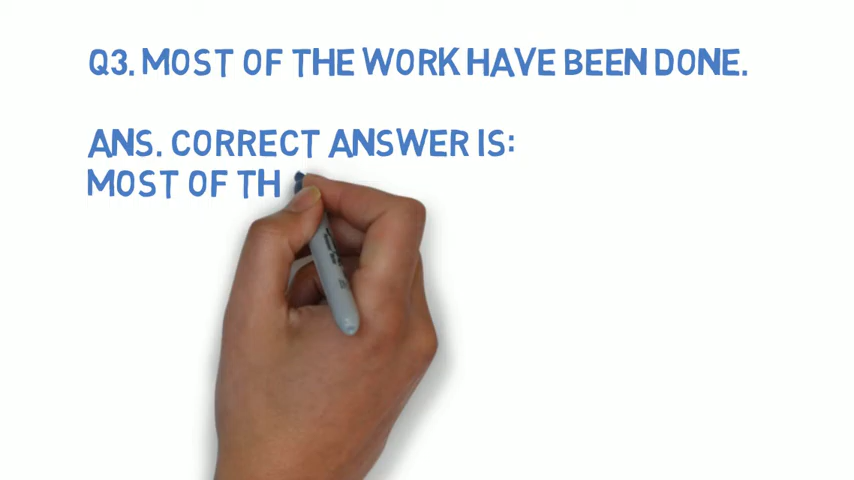 Q3. MOST OF THE WORK HAVE BEEN DONE.
ANS. CORRECT ANSWER IS:
MOST OF TH